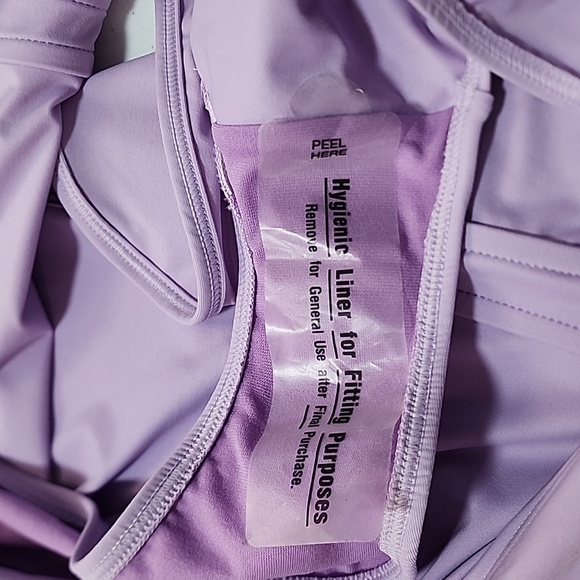 PEEL
HERE
Hygienic Liner for Fitting Purposes
Remove for General Use after Final Purchase.